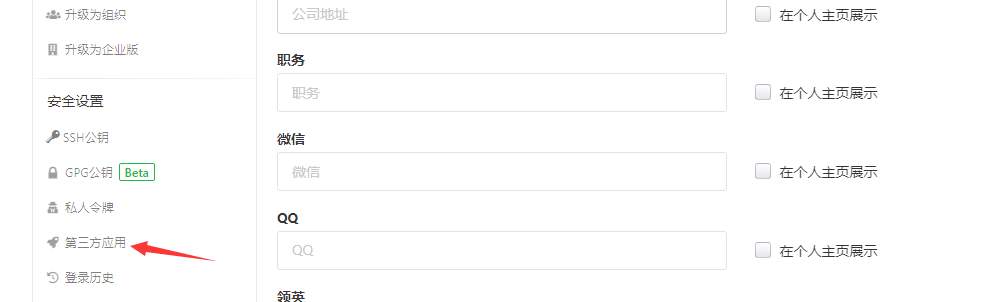 升级为组织
升级为企业版
安全设置
SSH公钥
GPG公钥 Beta
私人令牌
第三方应用
登录历史
公司地址
在个人主页展示
职务
职务
在个人主页展示
微信
微信
在个人主页展示
QQ
QQ
在个人主页展示
领英